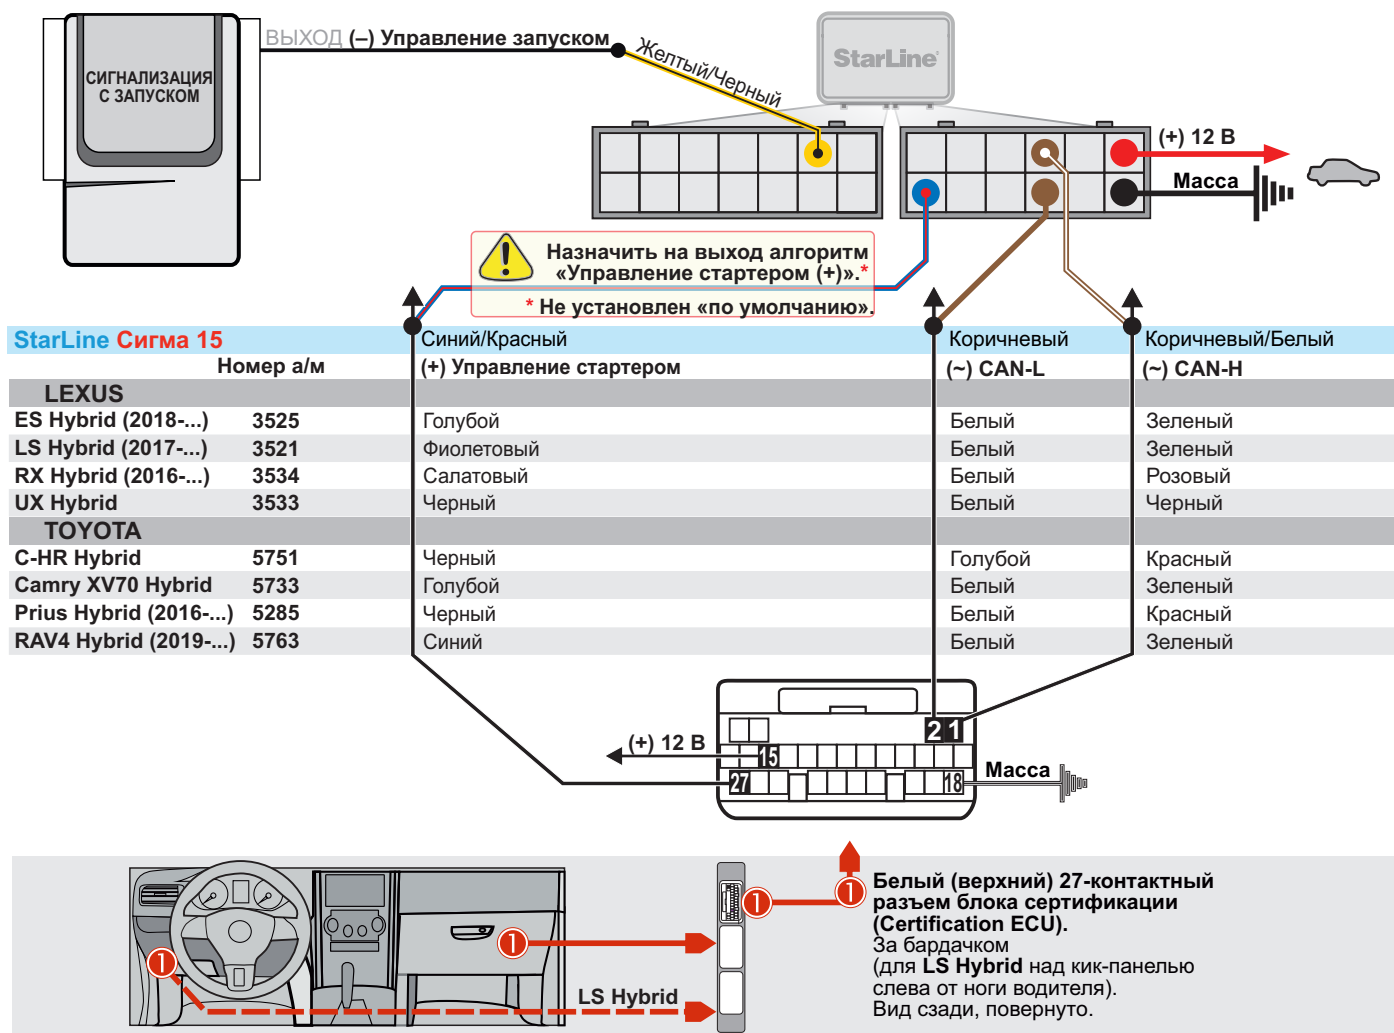 ВЫХОД (–) Управление запуском
Желтый/Черный
StarLine
СИГНАЛИЗАЦИЯ
С ЗАПУСКОМ
(+) 12 В
Масса
Назначить на выход алгоритм
«Управление стартером (+)».*
* Не установлен «по умолчанию».
StarLine Сигма 15 Синий/Красный Коричневый Коричневый/Белый
Номер а/м (+) Управление стартером (~) CAN-L (~) CAN-H
LEXUS
ES Hybrid (2018-...) 3525 Голубой Белый Зеленый
LS Hybrid (2017-...) 3521 Фиолетовый Белый Зеленый
RX Hybrid (2016-...) 3534 Салатовый Белый Розовый
UX Hybrid 3533 Черный Белый Черный
TOYOTA
C-HR Hybrid 5751 Черный Голубой Красный
Camry XV70 Hybrid 5733 Голубой Белый Зеленый
Prius Hybrid (2016-...) 5285 Черный Белый Красный
RAV4 Hybrid (2019-...) 5763 Синий Белый Зеленый
2 1
(+) 12 В
15
27
18
Масса
1
1
1
1
LS Hybrid
Белый (верхний) 27-контактный
разъем блока сертификации
(Certification ECU).
За бардачком
(для LS Hybrid над кик-панелью
слева от ноги водителя).
Вид сзади, повернуто.